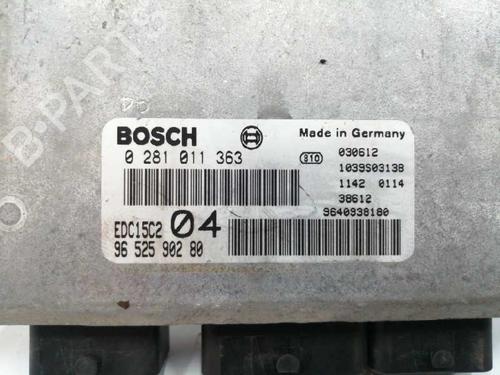 B-PARTS
BOSCH
Made in Germany
0 281 011 363
810
030612
1039S03138
1142 0114
38612
9640938180
EDC15C2
04
96 525 902 80